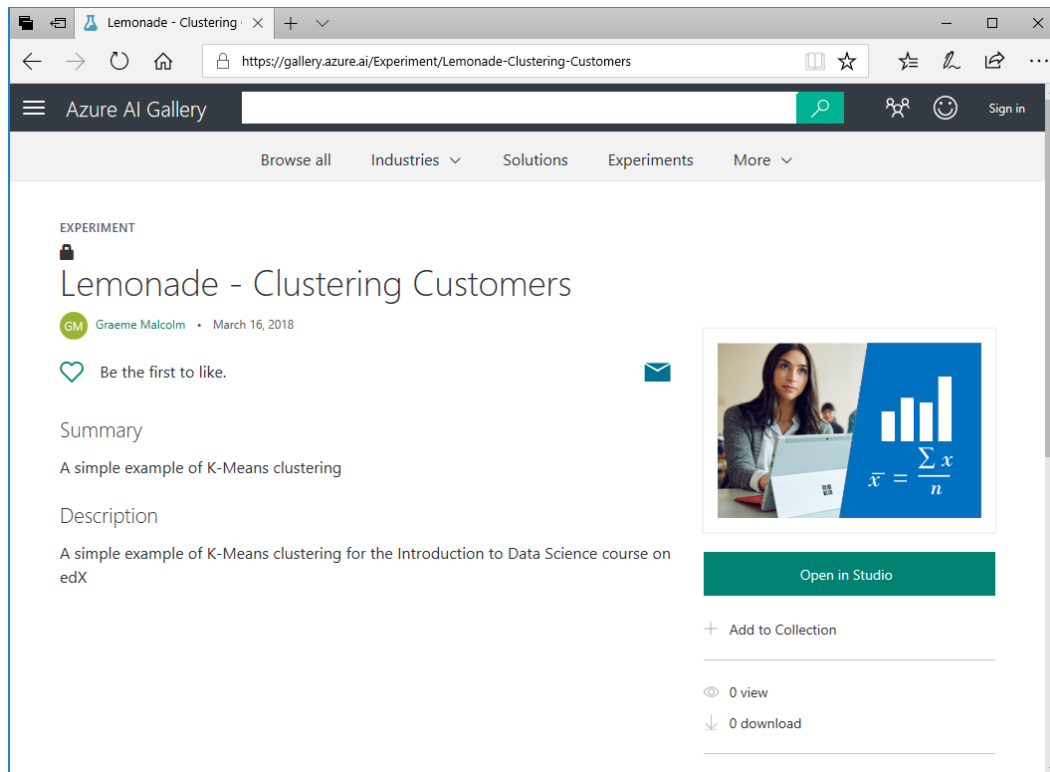 Lemonade - Clustering
https://gallery.azure.ai/Experiment/Lemonade-Clustering-Customers
Azure AI Gallery
Sign in
Browse all Industries Solutions Experiments More
EXPERIMENT
Lemonade - Clustering Customers
GM Graeme Malcolm • March 16, 2018
Be the first to like.
Summary
A simple example of K-Means clustering
Description
A simple example of K-Means clustering for the Introduction to Data Science course on
edX
x̄ = ∑ x / n
Open in Studio
+ Add to Collection
0 view
0 download